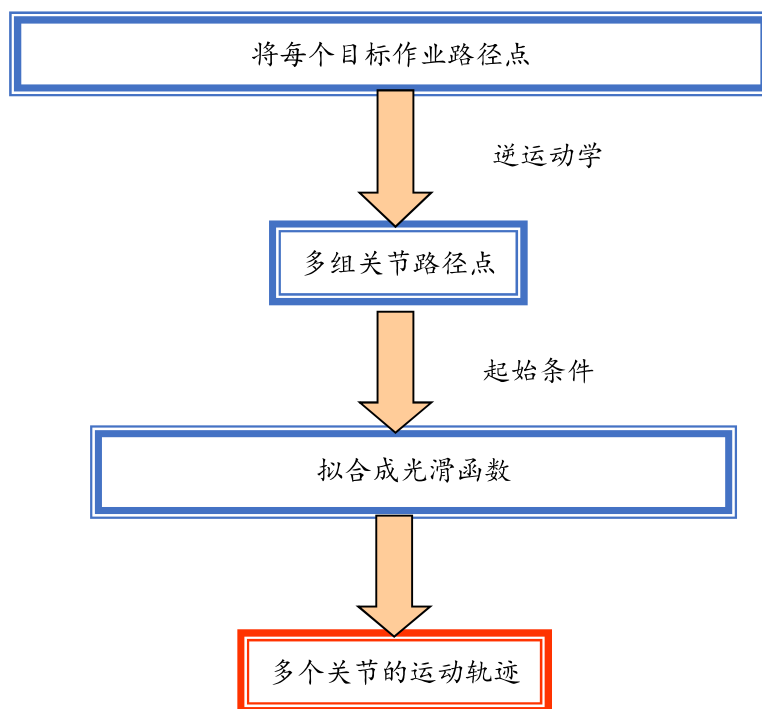 将每个目标作业路径点
逆运动学
多组关节路径点
起始条件
拟合成光滑函数
多个关节的运动轨迹